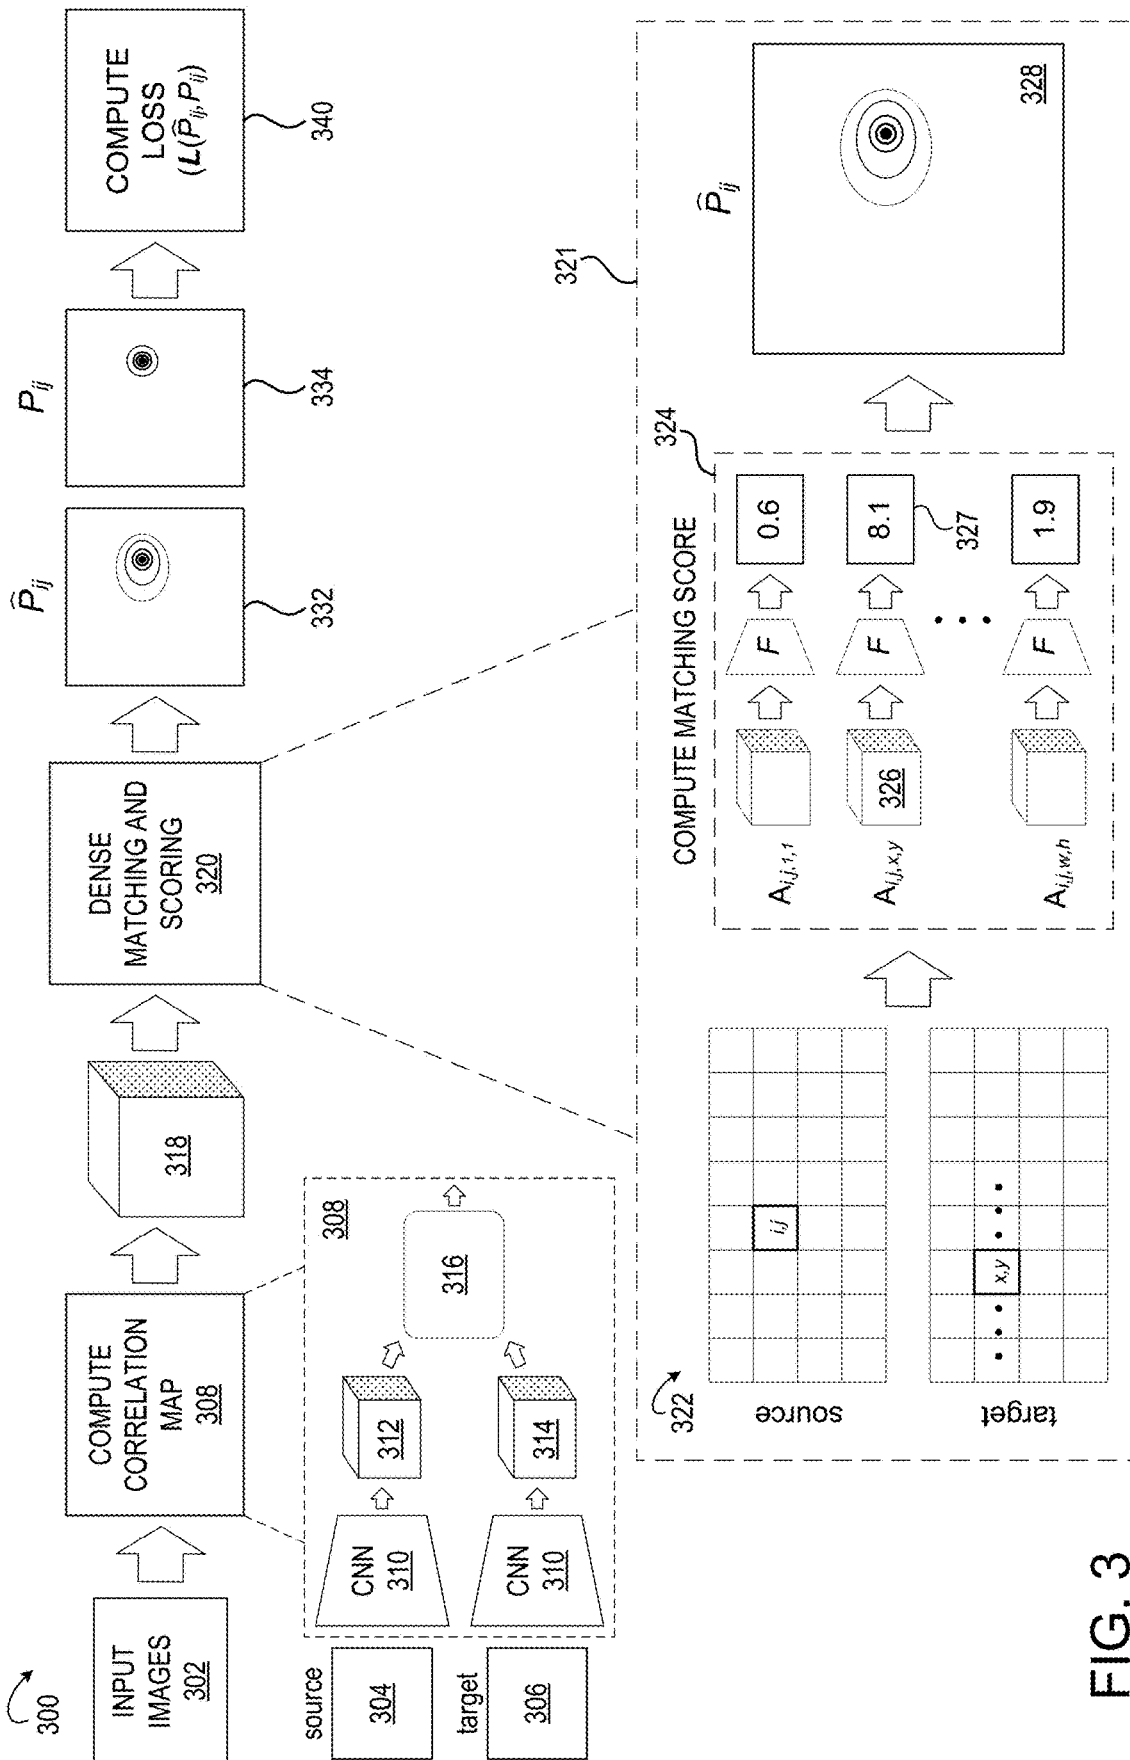 300
INPUT
IMAGES
302
COMPUTE
CORRELATION
MAP
308
318
DENSE
MATCHING AND
SCORING
320
P̂ij
332
Pij
334
COMPUTE
LOSS
(L(P̂ij, Pij)
340
source
304
target
306
CNN
310
CNN
310
312
314
316
308
321
322
source
i,j
target
x,y
COMPUTE MATCHING SCORE
324
Ai,j,1,1
F
0.6
Ai,j,x,y
326
F
8.1
327
Ai,j,w,h
F
1.9
P̂ij
328
FIG. 3